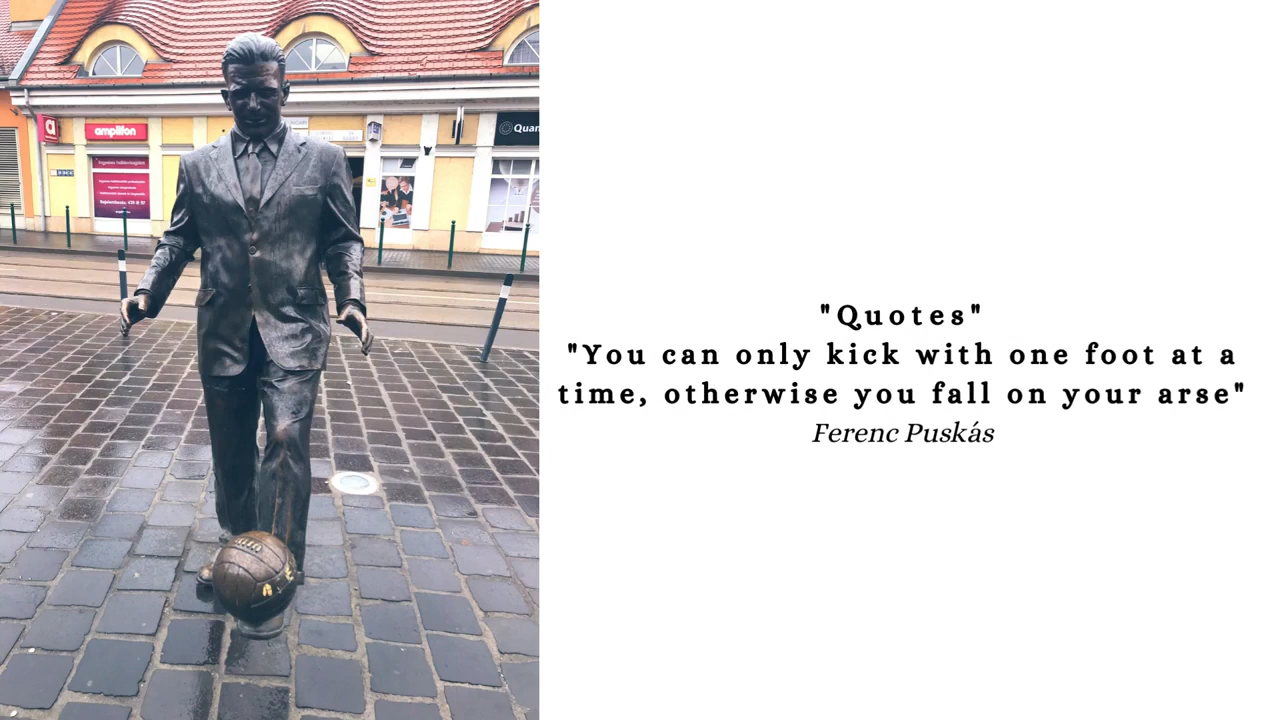 a
amplifon
Quan
A E
"Quotes"
"You can only kick with one foot at a
time, otherwise you fall on your arse"
Ferenc Puskás